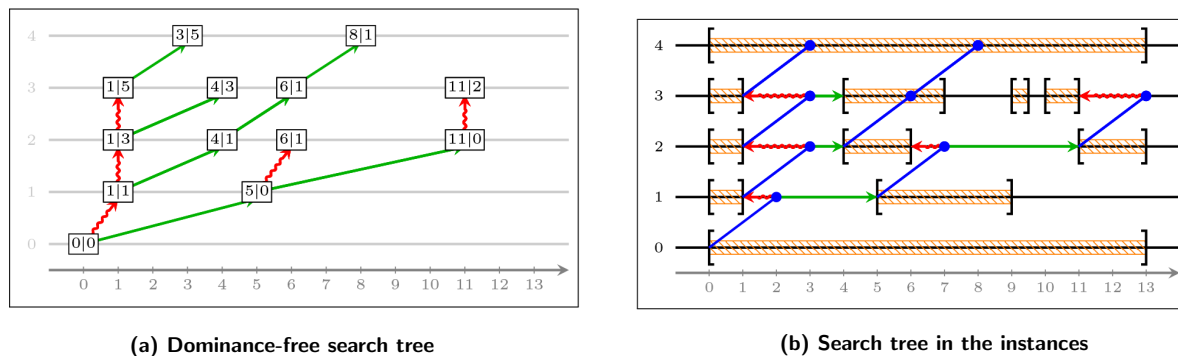 4 3|5 8|1
3 1|5 4|3 6|1 11|2
2 1|3 4|1 6|1 11|0
1 1|1 5|0
0 0|0
0 1 2 3 4 5 6 7 8 9 10 11 12 13
(a) Dominance-free search tree
4
3
2
1
0
0 1 2 3 4 5 6 7 8 9 10 11 12 13
(b) Search tree in the instances